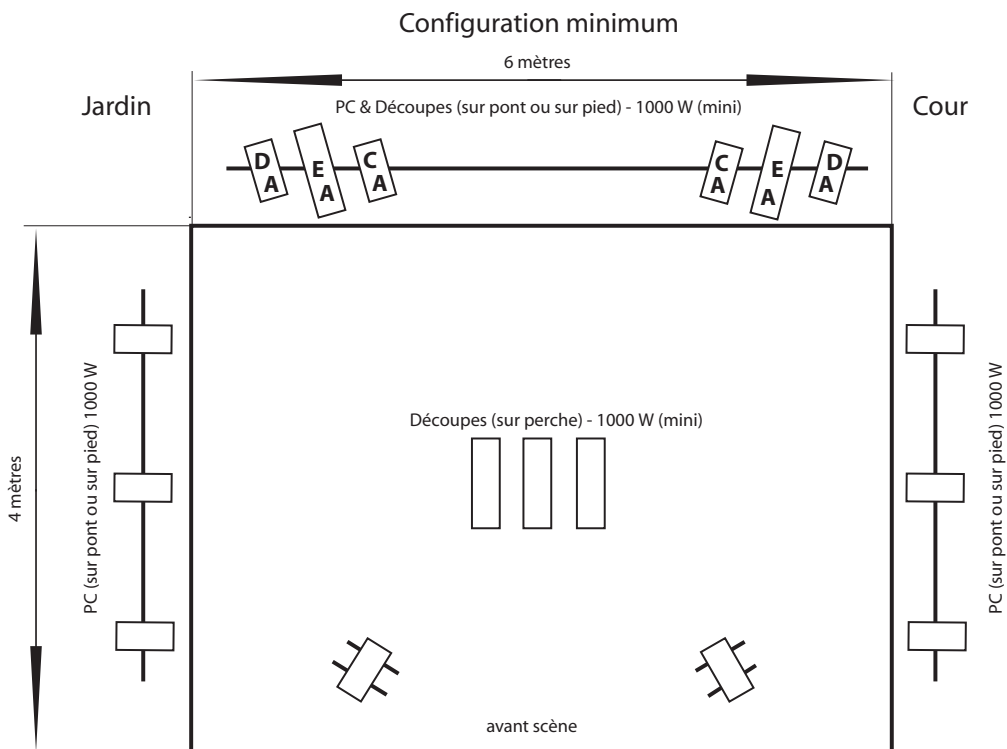 Configuration minimum
6 mètres
Jardin
Cour
PC & Découpes (sur pont ou sur pied) - 1000 W (mini)
D A
E A
C A
C A
E A
D A
4 mètres
PC (sur pont ou sur pied) 1000 W
Découpes (sur perche) - 1000 W (mini)
PC (sur pont ou sur pied) 1000 W
avant scène